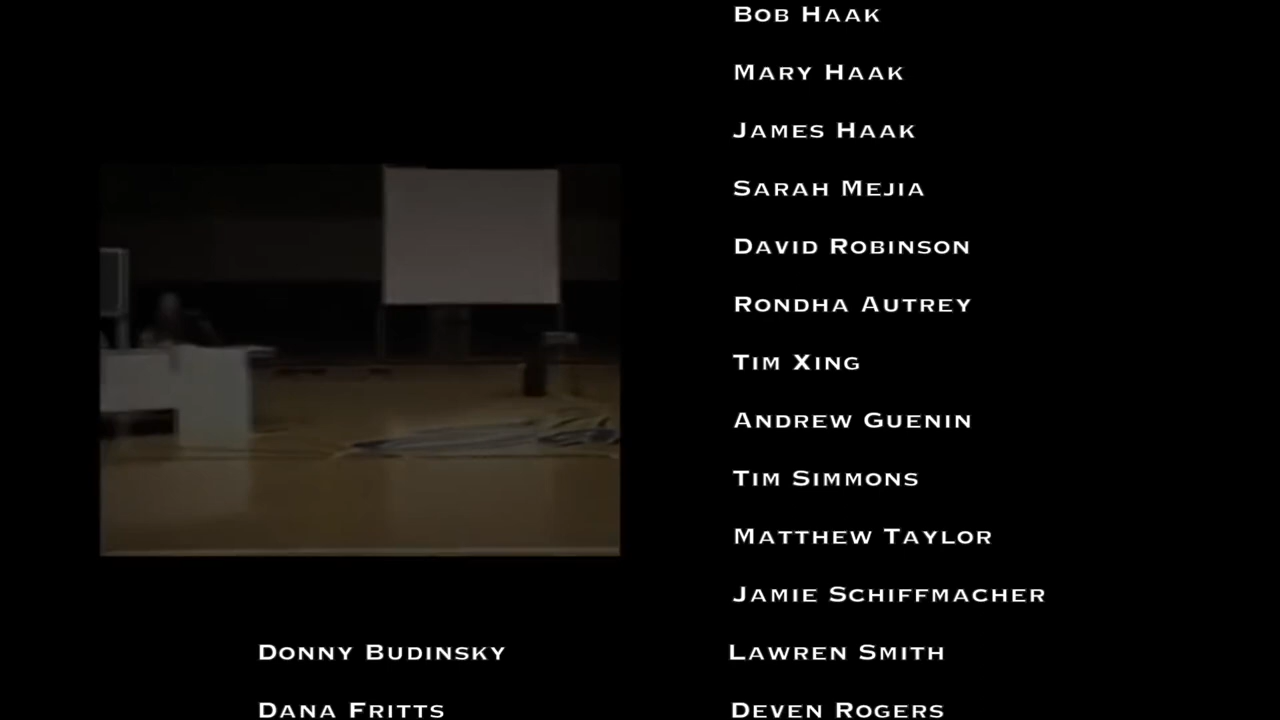 Bob Haak
Mary Haak
James Haak
Sarah Mejia
David Robinson
Rondha Autrey
Tim Xing
Andrew Guenin
Tim Simmons
Matthew Taylor
Jamie Schiffmacher
Donny Budinsky
Lawren Smith
Dana Fritts
Deven Rogers